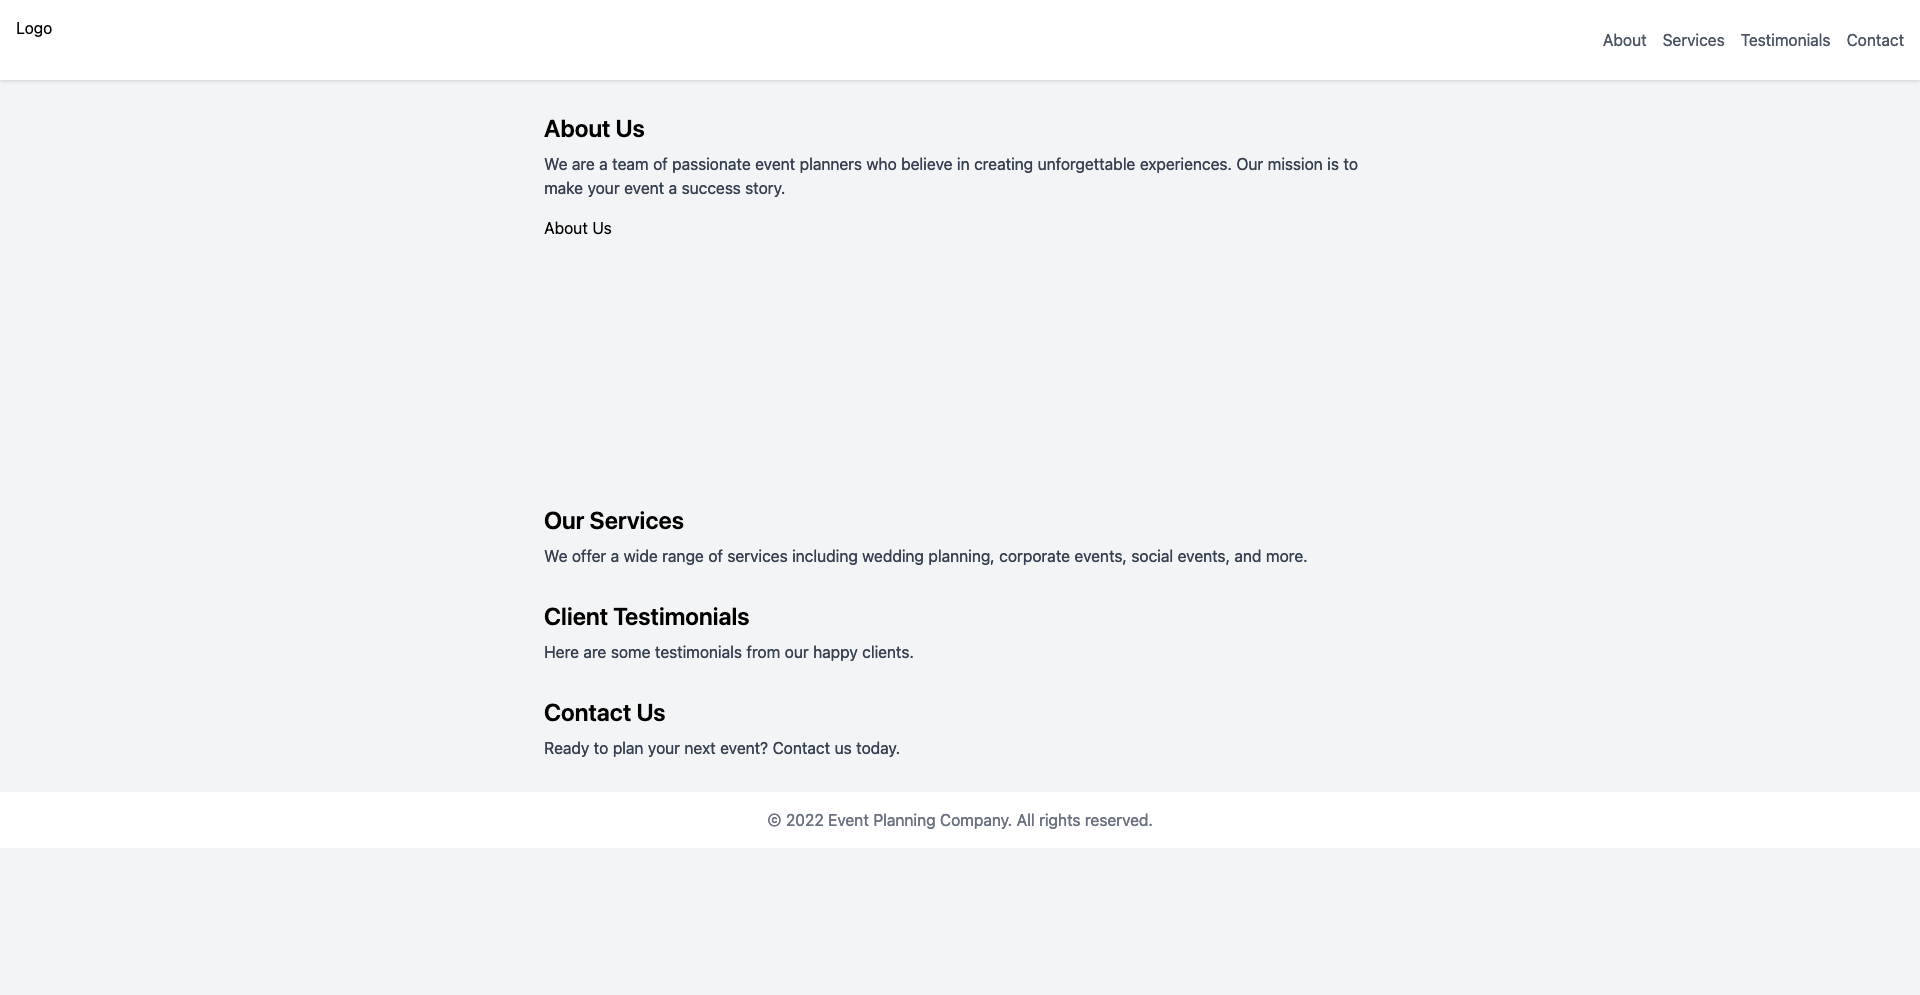 Logo
About Services Testimonials Contact
About Us
We are a team of passionate event planners who believe in creating unforgettable experiences. Our mission is to
make your event a success story.
About Us
Our Services
We offer a wide range of services including wedding planning, corporate events, social events, and more.
Client Testimonials
Here are some testimonials from our happy clients.
Contact Us
Ready to plan your next event? Contact us today.
© 2022 Event Planning Company. All rights reserved.